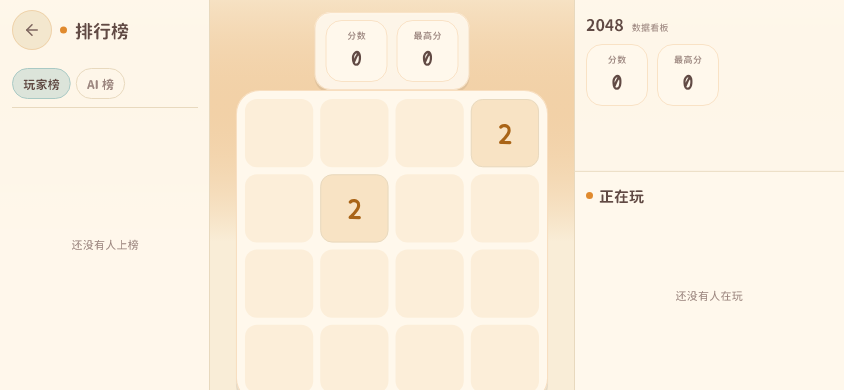 排行榜
玩家榜
AI 榜
还没有人上榜
分数
0
最高分
0
2
2
2048 数据看板
分数
0
最高分
0
正在玩
还没有人在玩